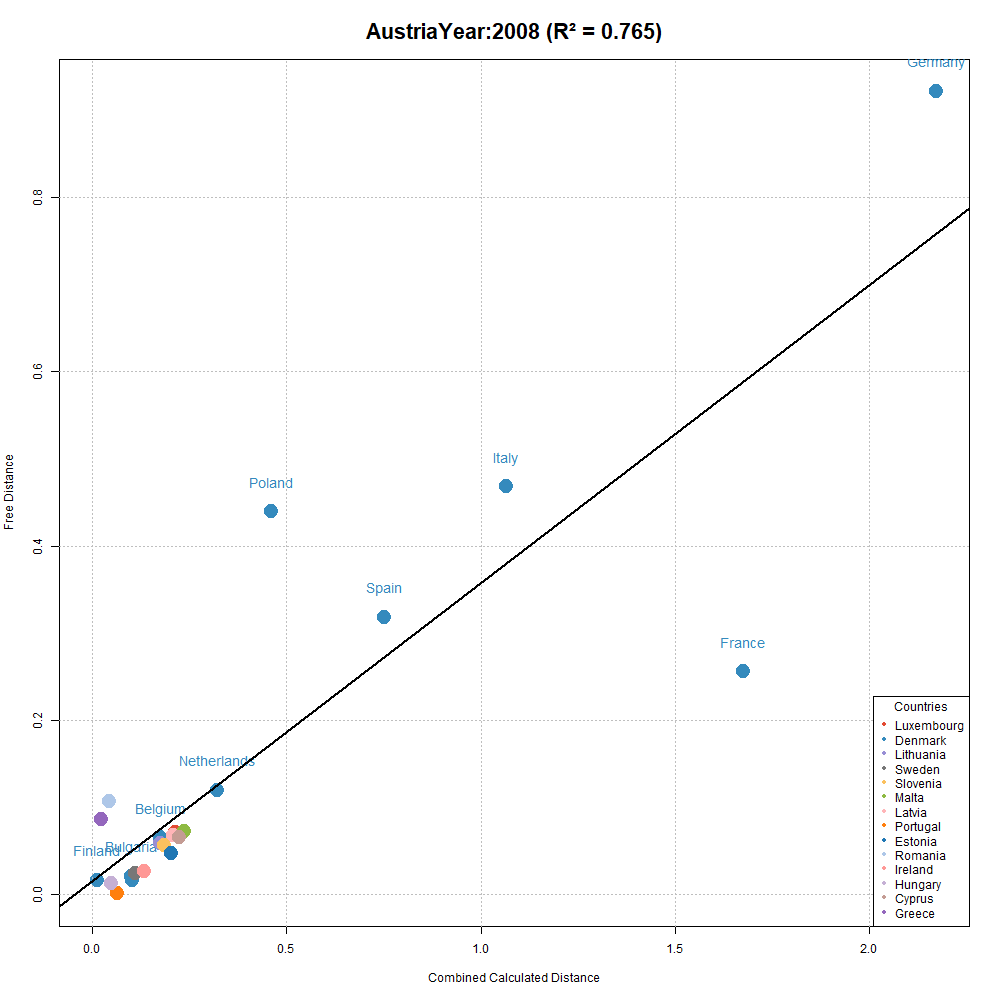 AustriaYear:2008 (R² = 0.765)
Germany
0.8
0.6
Italy
Poland
Free Distance
0.4
Spain
France
0.2
Netherlands
Belgium
Bulgaria
Finland
0.0
Countries
Luxembourg
Denmark
Lithuania
Sweden
Slovenia
Malta
Latvia
Portugal
Estonia
Romania
Ireland
Hungary
Cyprus
Greece
0.0 0.5 1.0 1.5 2.0
Combined Calculated Distance